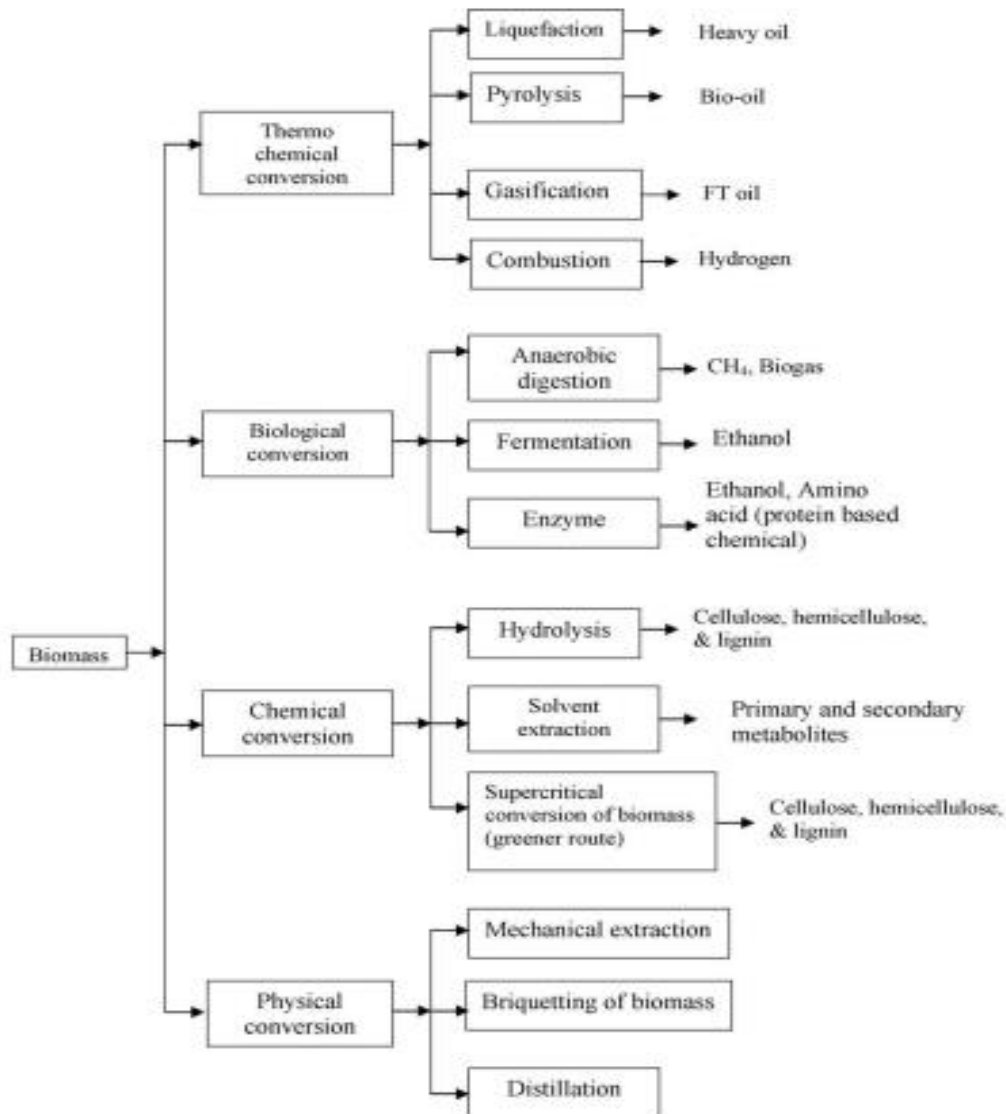 Liquefaction
Heavy oil
Pyrolysis
Bio-oil
Thermo
chemical
conversion
Gasification
FT oil
Combustion
Hydrogen
Anaerobic
digestion
CH₄, Biogas
Biological
conversion
Fermentation
Ethanol
Enzyme
Ethanol, Amino
acid (protein based
chemical)
Biomass
Hydrolysis
Cellulose, hemicellulose,
& lignin
Chemical
conversion
Solvent
extraction
Primary and secondary
metabolites
Supercritical
conversion of biomass
(greener route)
Cellulose, hemicellulose,
& lignin
Mechanical extraction
Physical
conversion
Briquetting of biomass
Distillation